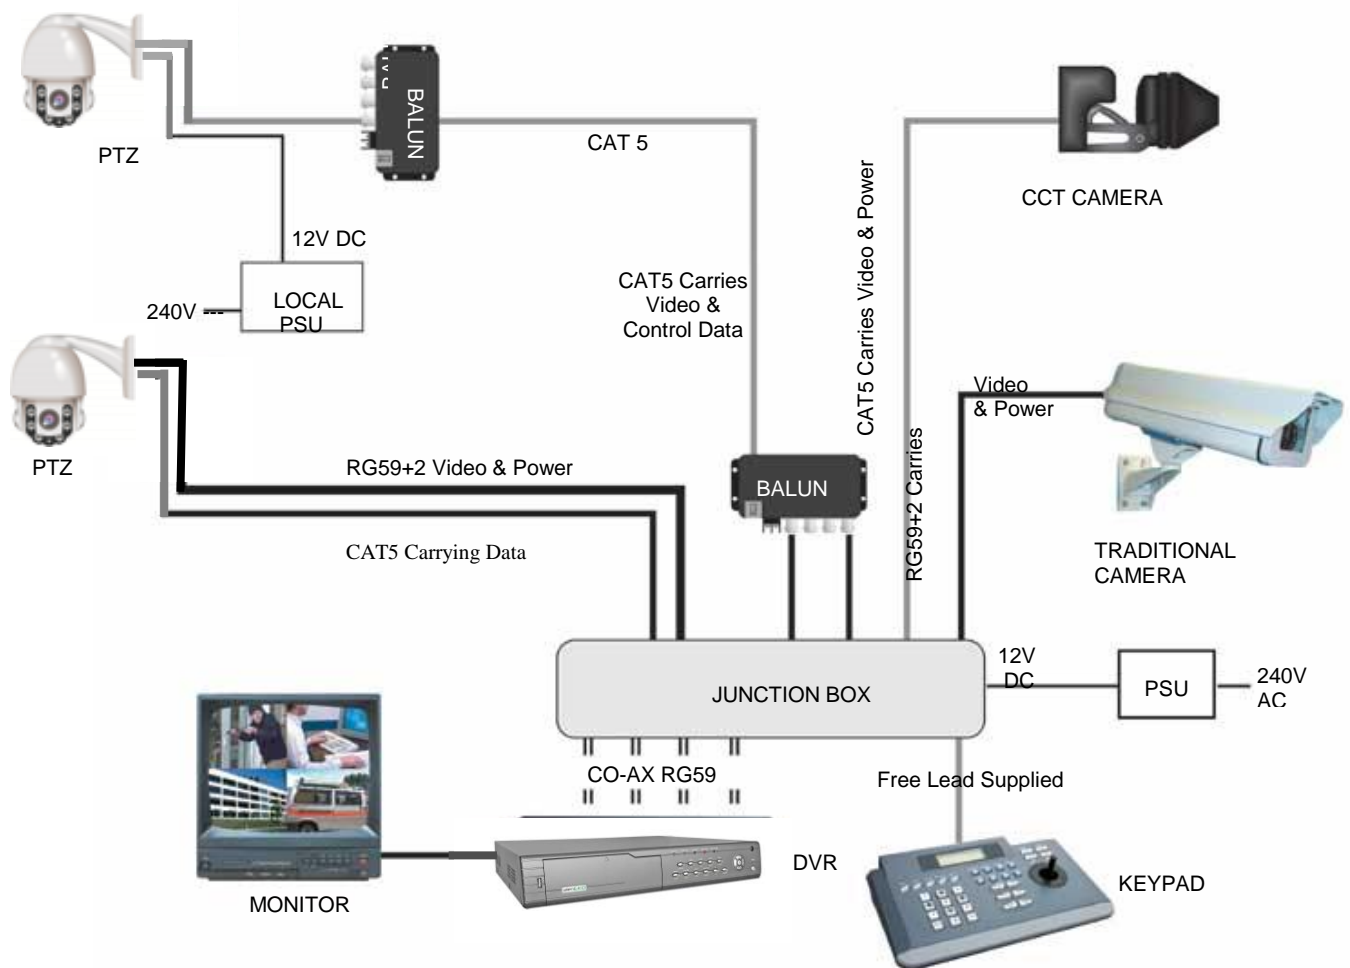 BALUN
CAT 5
PTZ
CCT CAMERA
12V DC
LOCAL
PSU
240V ---
CAT5 Carries
Video &
Control Data
CAT5 Carries Video & Power
Video
& Power
PTZ
RG59+2 Video & Power
BALUN
RG59+2 Carries
CAT5 Carrying Data
TRADITIONAL
CAMERA
JUNCTION BOX
12V
DC
PSU
240V
AC
CO-AX RG59
Free Lead Supplied
DVR
KEYPAD
MONITOR